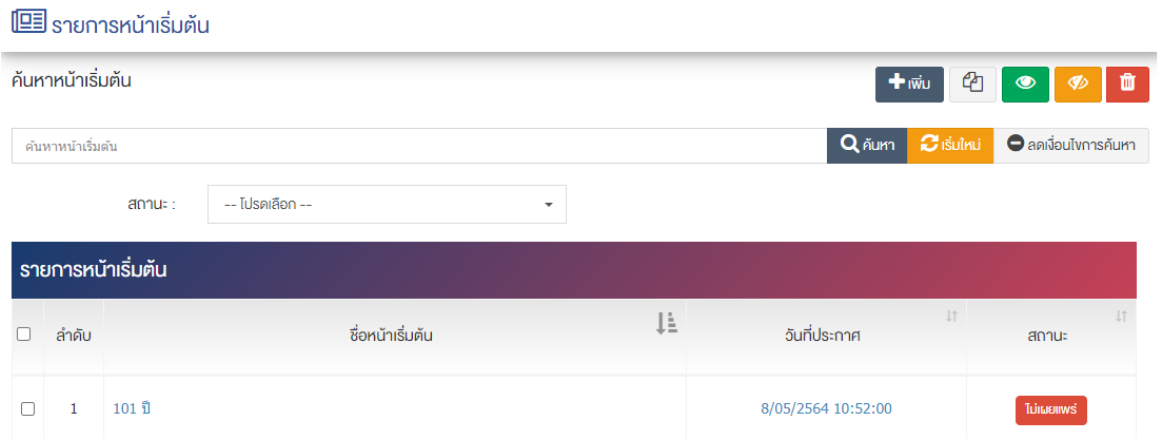 รายการหน้าเริ่มต้น
ค้นหาหน้าเริ่มต้น
เพิ่ม
ค้นหาหน้าเริ่มต้น
ค้นหา เริ่มใหม่ ลดเงื่อนไขการค้นหา
สถานะ : -- โปรดเลือก --
รายการหน้าเริ่มต้น
ลำดับ ชื่อหน้าเริ่มต้น วันที่ประกาศ สถานะ
1 101 ปี 8/05/2564 10:52:00 ไม่เผยแพร่